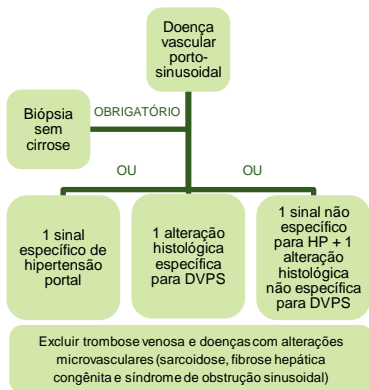 Doença
vascular
porto-
sinusoidal
Biópsia
sem
cirrose
OBRIGATÓRIO
OU
OU
1 sinal
específico de
hipertensão
portal
1 alteração
histológica
específica
para DVPS
1 sinal não
específico
para HP + 1
alteração
histológica
não específica
para DVPS
Excluir trombose venosa e doenças com alterações
microvasculares (sarcoidose, fibrose hepática
congênita e síndrome de obstrução sinusoidal)